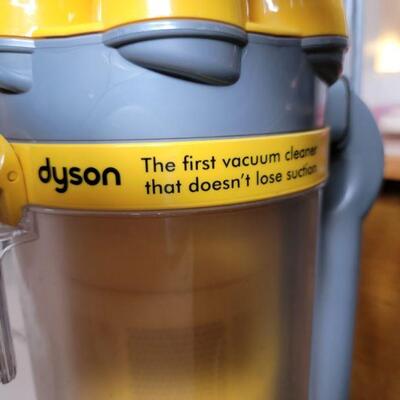 dyson
The first vacuum cleaner
that doesn't lose suction